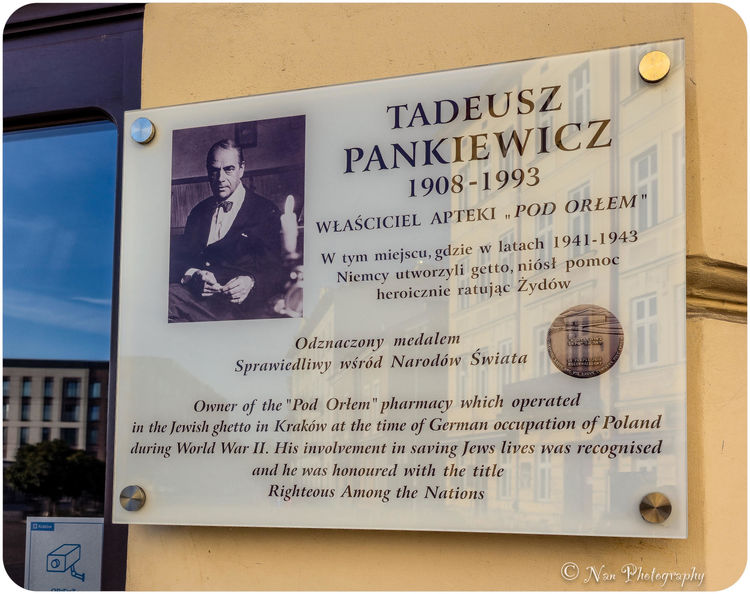 TADEUSZ
PANKIEWICZ
1908-1993
WŁAŚCICIEL APTEKI „POD ORŁEM"
W tym miejscu, gdzie w latach 1941-1943
Niemcy utworzyli getto, niósł pomoc
heroicznie ratując Żydów
Odznaczony medalem
Sprawiedliwy wśród Narodów Świata
Owner of the "Pod Orłem" pharmacy which operated
in the Jewish ghetto in Kraków at the time of German occupation of Poland
during World War II. His involvement in saving Jews lives was recognised
and he was honoured with the title
Righteous Among the Nations
© Nan Photography